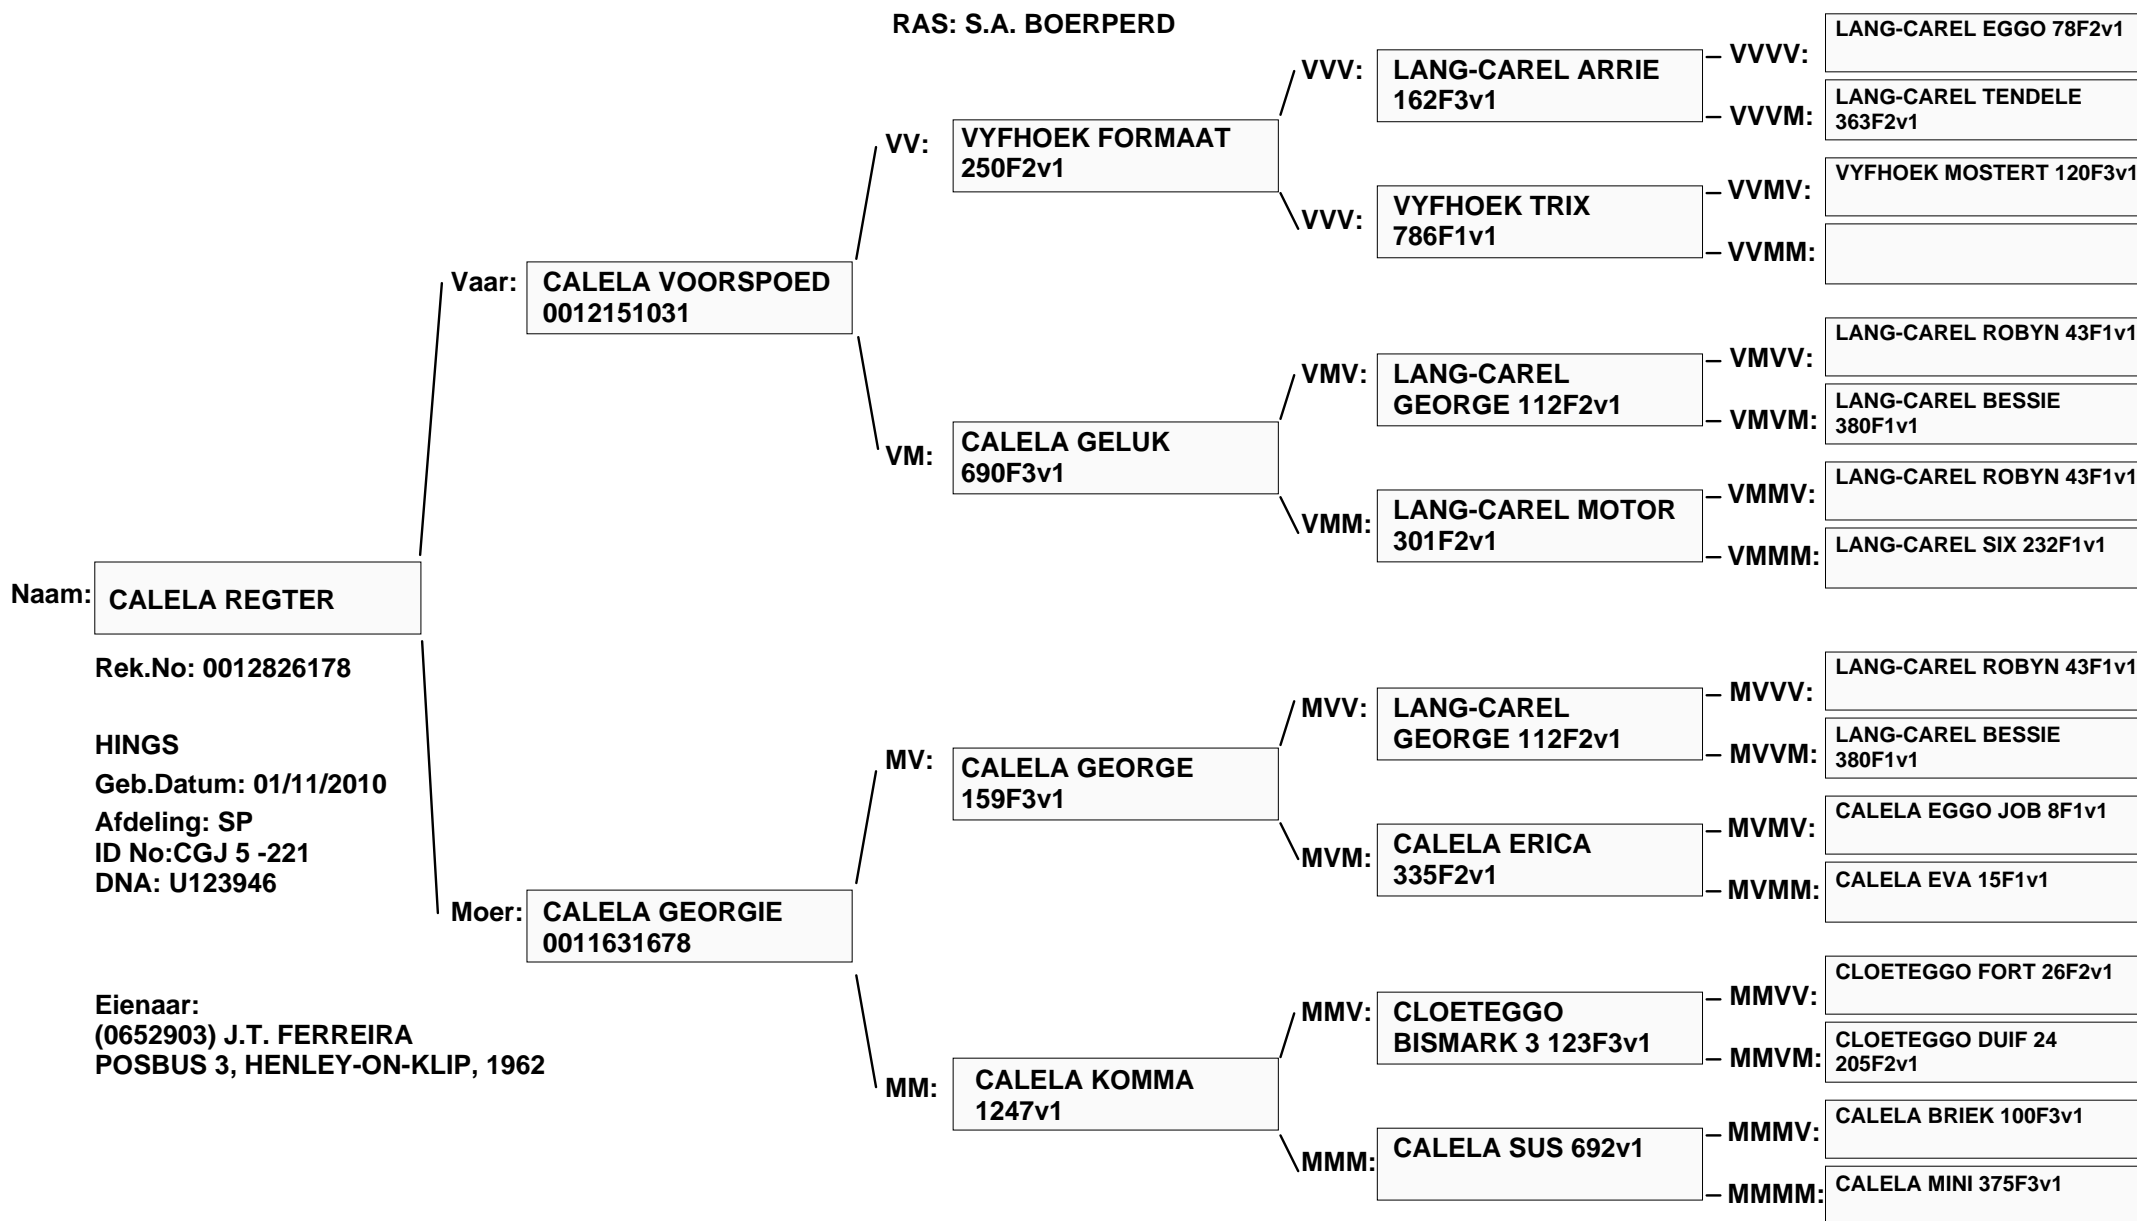 RAS: S.A. BOERPERD
Naam:
CALELA REGTER
Rek.No: 0012826178
HINGS
Geb.Datum: 01/11/2010
Afdeling: SP
ID No:CGJ 5 -221
DNA: U123946
Eienaar:
(0652903) J.T. FERREIRA
POSBUS 3, HENLEY-ON-KLIP, 1962
Vaar:
CALELA VOORSPOED
0012151031
Moer:
CALELA GEORGIE
0011631678
VV:
VYFHOEK FORMAAT
250F2v1
VM:
CALELA GELUK
690F3v1
MV:
CALELA GEORGE
159F3v1
MM:
CALELA KOMMA
1247v1
VVV:
LANG-CAREL ARRIE
162F3v1
VVV:
VYFHOEK TRIX
786F1v1
VMV:
LANG-CAREL
GEORGE 112F2v1
VMM:
LANG-CAREL MOTOR
301F2v1
MVV:
LANG-CAREL
GEORGE 112F2v1
MVM:
CALELA ERICA
335F2v1
MMV:
CLOETEGGO
BISMARK 3 123F3v1
MMM:
CALELA SUS 692v1
VVVV:
LANG-CAREL EGGO 78F2v1
VVVM:
LANG-CAREL TENDELE
363F2v1
VVMV:
VYFHOEK MOSTERT 120F3v1
VVMM:
VMVV:
LANG-CAREL ROBYN 43F1v1
VMVM:
LANG-CAREL BESSIE
380F1v1
VMMV:
LANG-CAREL ROBYN 43F1v1
VMMM:
LANG-CAREL SIX 232F1v1
MVVV:
LANG-CAREL ROBYN 43F1v1
MVVM:
LANG-CAREL BESSIE
380F1v1
MVMV:
CALELA EGGO JOB 8F1v1
MVMM:
CALELA EVA 15F1v1
MMVV:
CLOETEGGO FORT 26F2v1
MMVM:
CLOETEGGO DUIF 24
205F2v1
MMMV:
CALELA BRIEK 100F3v1
MMMM:
CALELA MINI 375F3v1